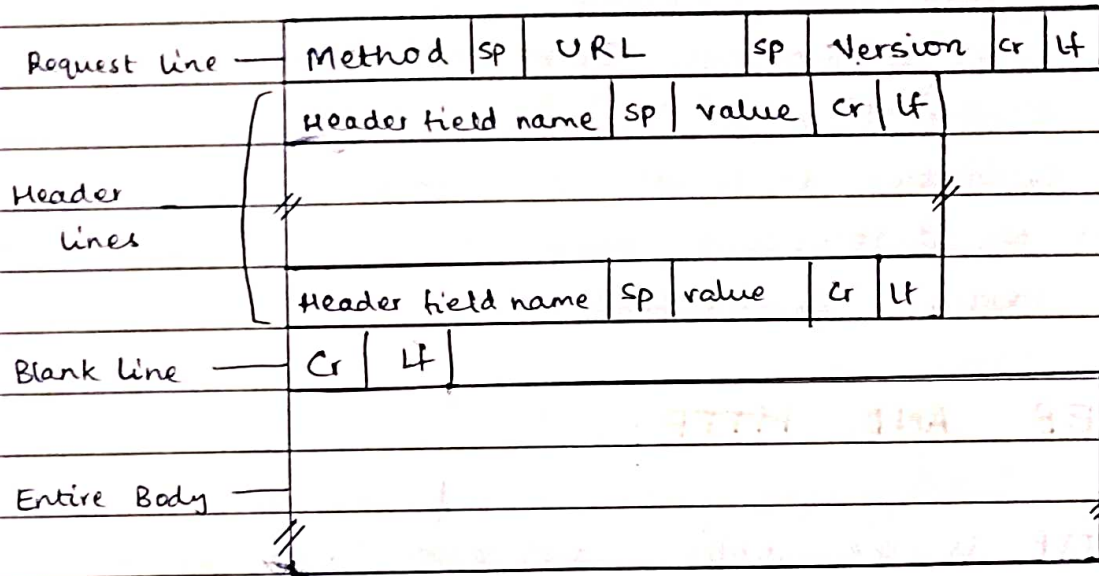 Request line Method sp URL sp Version cr lf
Header field name sp value cr lf
Header
lines
Header field name sp value cr lf
Blank line Cr Lf
Entire Body